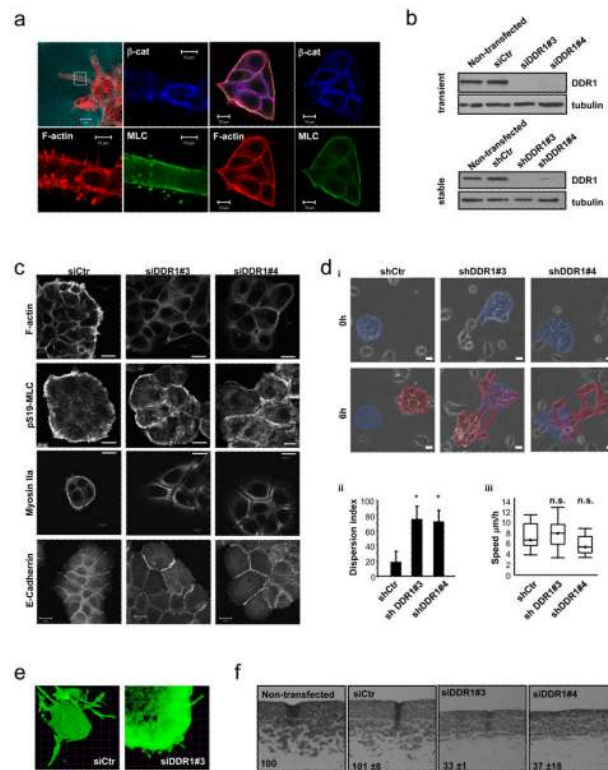 a
β-cat
β-cat
F-actin
MLC
F-actin
MLC
b
Non-transfected
siCtr
siDDR1#3
siDDR1#4
transient
DDR1
tubulin
Non-transfected
shCtr
shDDR1#3
shDDR1#4
stable
DDR1
tubulin
c
siCtr siDDR1#3 siDDR1#4
F-actin
pS19-MLC
Myosin IIa
E-Cadherrin
d
i
shCtr shDDR1#3 shDDR1#4
0h
6h
ii
Dispersion index
100
80
60
40
20
0
* *
shCtr
sh DDR1#3
shDDR1#4
iii
Speed µm/h
14
12
10
8
6
4
2
0
n.s. n.s.
shCtr
sh DDR1#3
shDDR1#4
e
siCtr siDDR1#3
f
Non-transfected siCtr siDDR1#3 siDDR1#4
100 101 ±8 33 ±1 37 ±18